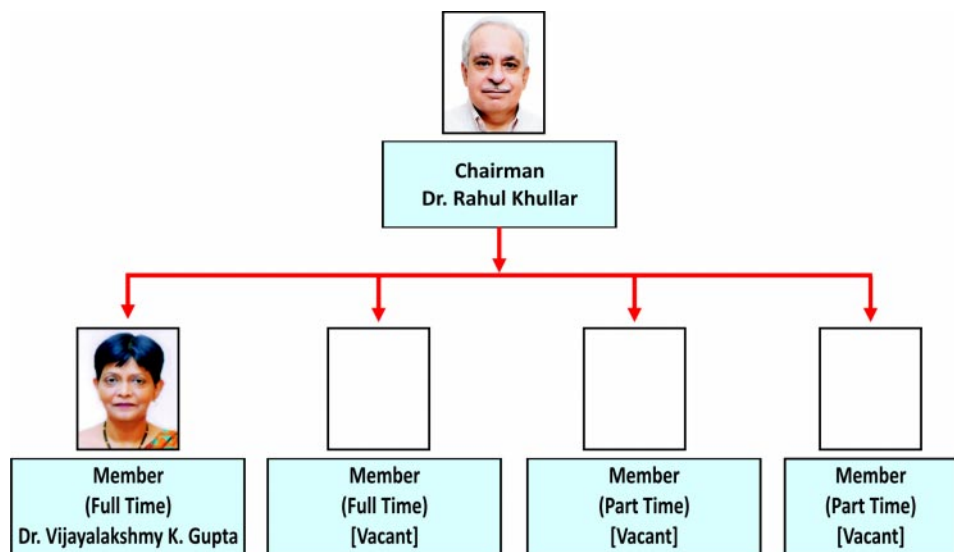 Chairman
Dr. Rahul Khullar
Member
(Full Time)
Dr. Vijayalakshmy K. Gupta
Member
(Full Time)
[Vacant]
Member
(Part Time)
[Vacant]
Member
(Part Time)
[Vacant]